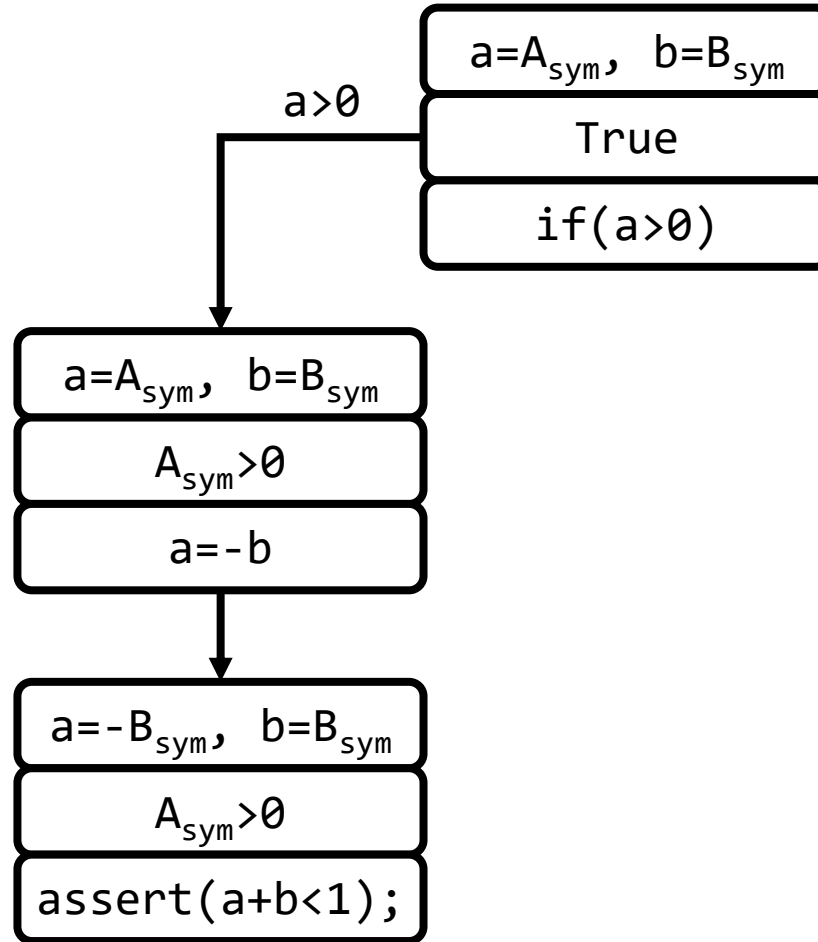 a=A_sym, b=B_sym
a>0
True
if(a>0)
a=A_sym, b=B_sym
A_sym>0
a=-b
a=-B_sym, b=B_sym
A_sym>0
assert(a+b<1);